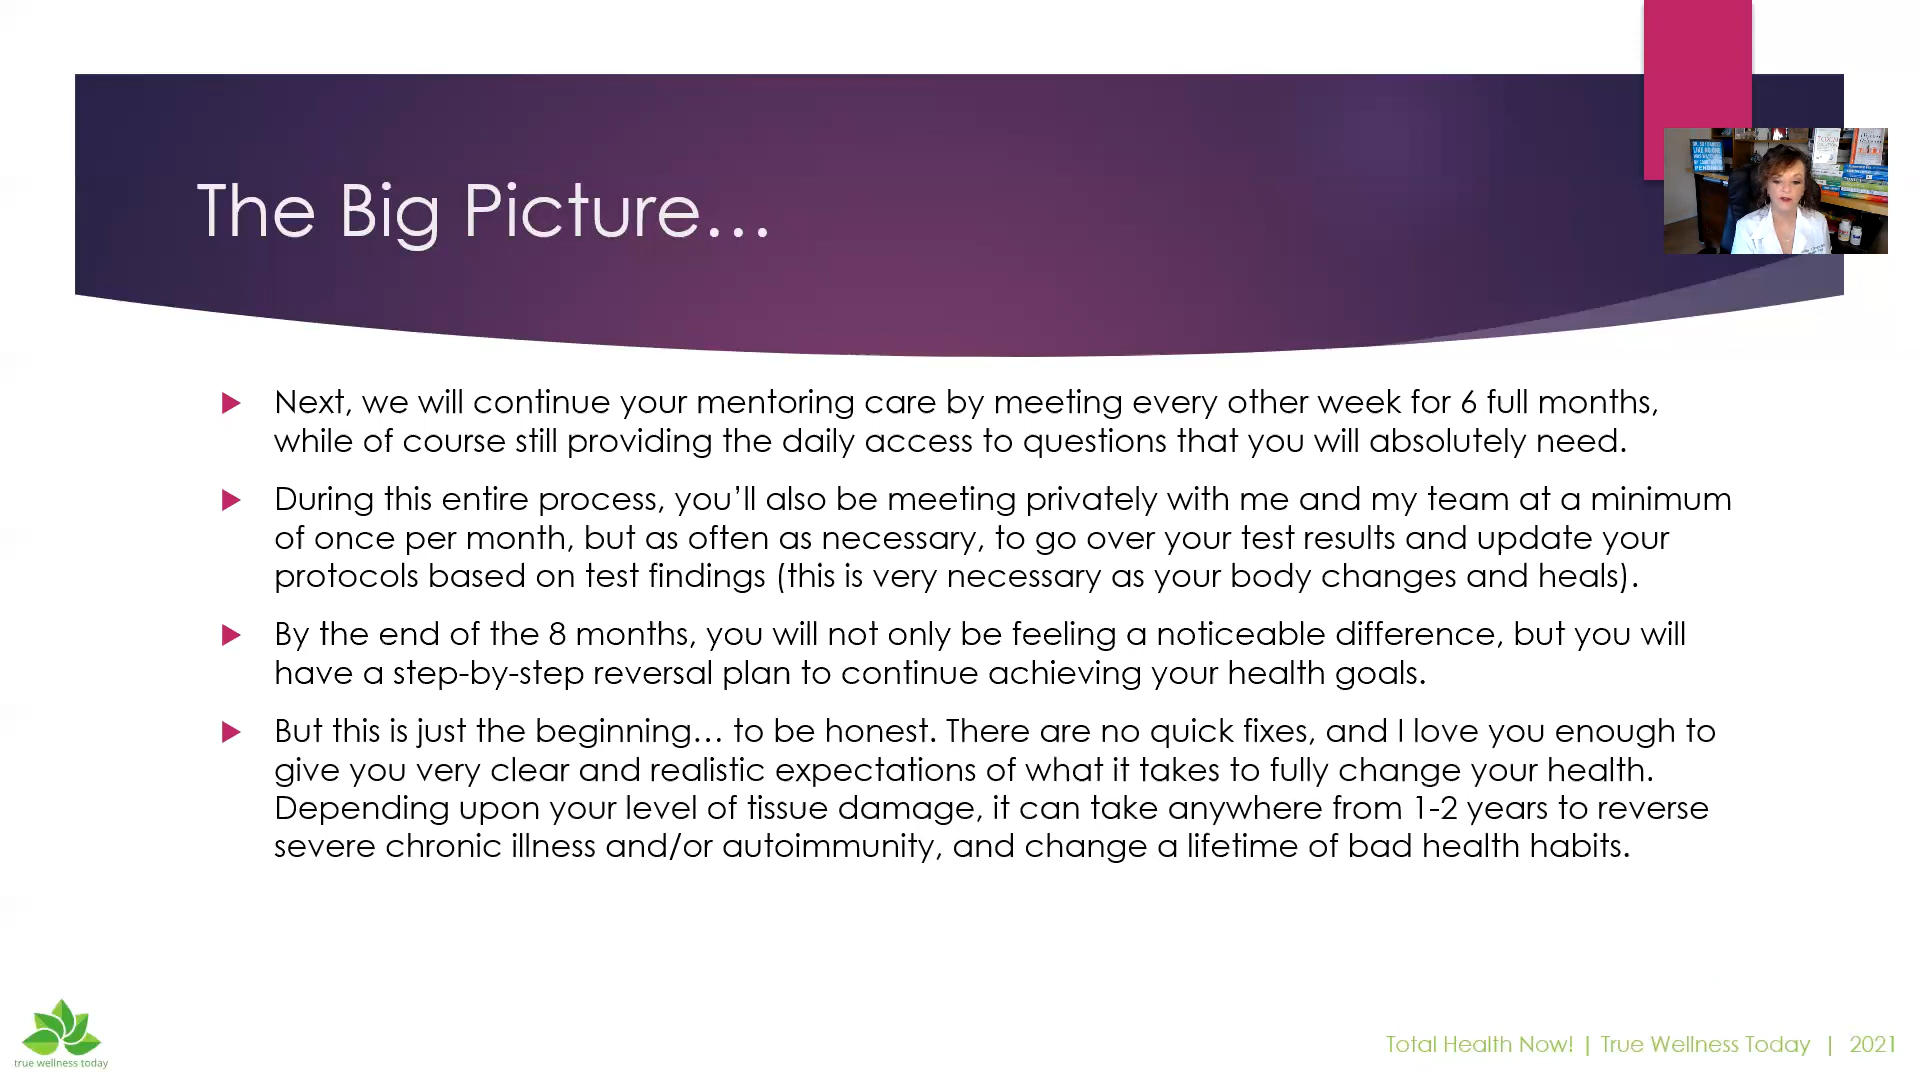 The Big Picture…
Next, we will continue your mentoring care by meeting every other week for 6 full months,
while of course still providing the daily access to questions that you will absolutely need.
During this entire process, you’ll also be meeting privately with me and my team at a minimum
of once per month, but as often as necessary, to go over your test results and update your
protocols based on test findings (this is very necessary as your body changes and heals).
By the end of the 8 months, you will not only be feeling a noticeable difference, but you will
have a step-by-step reversal plan to continue achieving your health goals.
But this is just the beginning… to be honest. There are no quick fixes, and I love you enough to
give you very clear and realistic expectations of what it takes to fully change your health.
Depending upon your level of tissue damage, it can take anywhere from 1-2 years to reverse
severe chronic illness and/or autoimmunity, and change a lifetime of bad health habits.
true wellness today
Total Health Now! | True Wellness Today | 2021